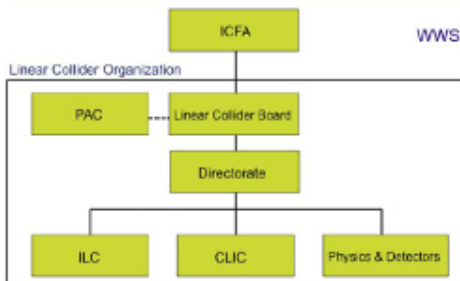 ICFA
WWS
Linear Collider Organization
PAC
Linear Collider Board
Directorate
ILC
CLIC
Physics & Detectors